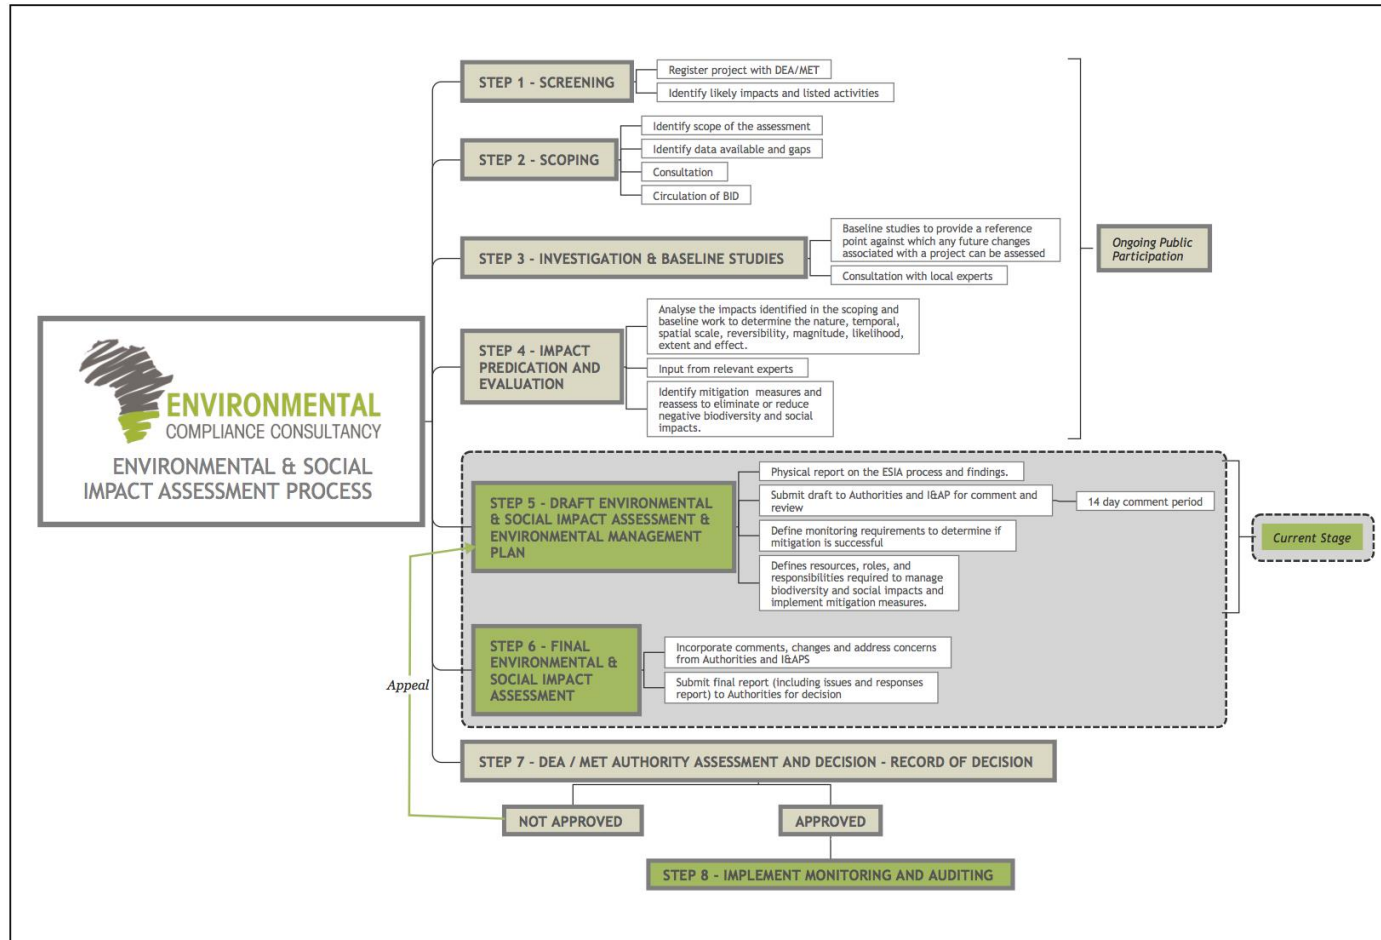 STEP 1 - SCREENING
Register project with DEA/MET
Identify likely impacts and listed activities
STEP 2 - SCOPING
Identify scope of the assessment
Identify data available and gaps
Consultation
Circulation of BID
STEP 3 - INVESTIGATION & BASELINE STUDIES
Baseline studies to provide a reference
point against which any future changes
associated with a project can be assessed
Consultation with local experts
Ongoing Public
Participation
STEP 4 - IMPACT
PREDICATION AND
EVALUATION
Analyse the impacts identified in the scoping and
baseline work to determine the nature, temporal,
spatial scale, reversibility, magnitude, likelihood,
extent and effect.
Input from relevant experts
Identify mitigation measures and
reassess to eliminate or reduce
negative biodiversity and social
impacts.
ENVIRONMENTAL
COMPLIANCE CONSULTANCY
ENVIRONMENTAL & SOCIAL
IMPACT ASSESSMENT PROCESS
STEP 5 - DRAFT ENVIRONMENTAL
& SOCIAL IMPACT ASSESSMENT &
ENVIRONMENTAL MANAGEMENT
PLAN
Physical report on the ESIA process and findings.
Submit draft to Authorities and I&AP for comment and
review
14 day comment period
Define monitoring requirements to determine if
mitigation is successful
Defines resources, roles, and
responsibilities required to manage
biodiversity and social impacts and
implement mitigation measures.
Current Stage
STEP 6 - FINAL
ENVIRONMENTAL &
SOCIAL IMPACT
ASSESSMENT
Incorporate comments, changes and address concerns
from Authorities and I&APS
Submit final report (including issues and responses
report) to Authorities for decision
Appeal
STEP 7 - DEA / MET AUTHORITY ASSESSMENT AND DECISION - RECORD OF DECISION
NOT APPROVED
APPROVED
STEP 8 - IMPLEMENT MONITORING AND AUDITING